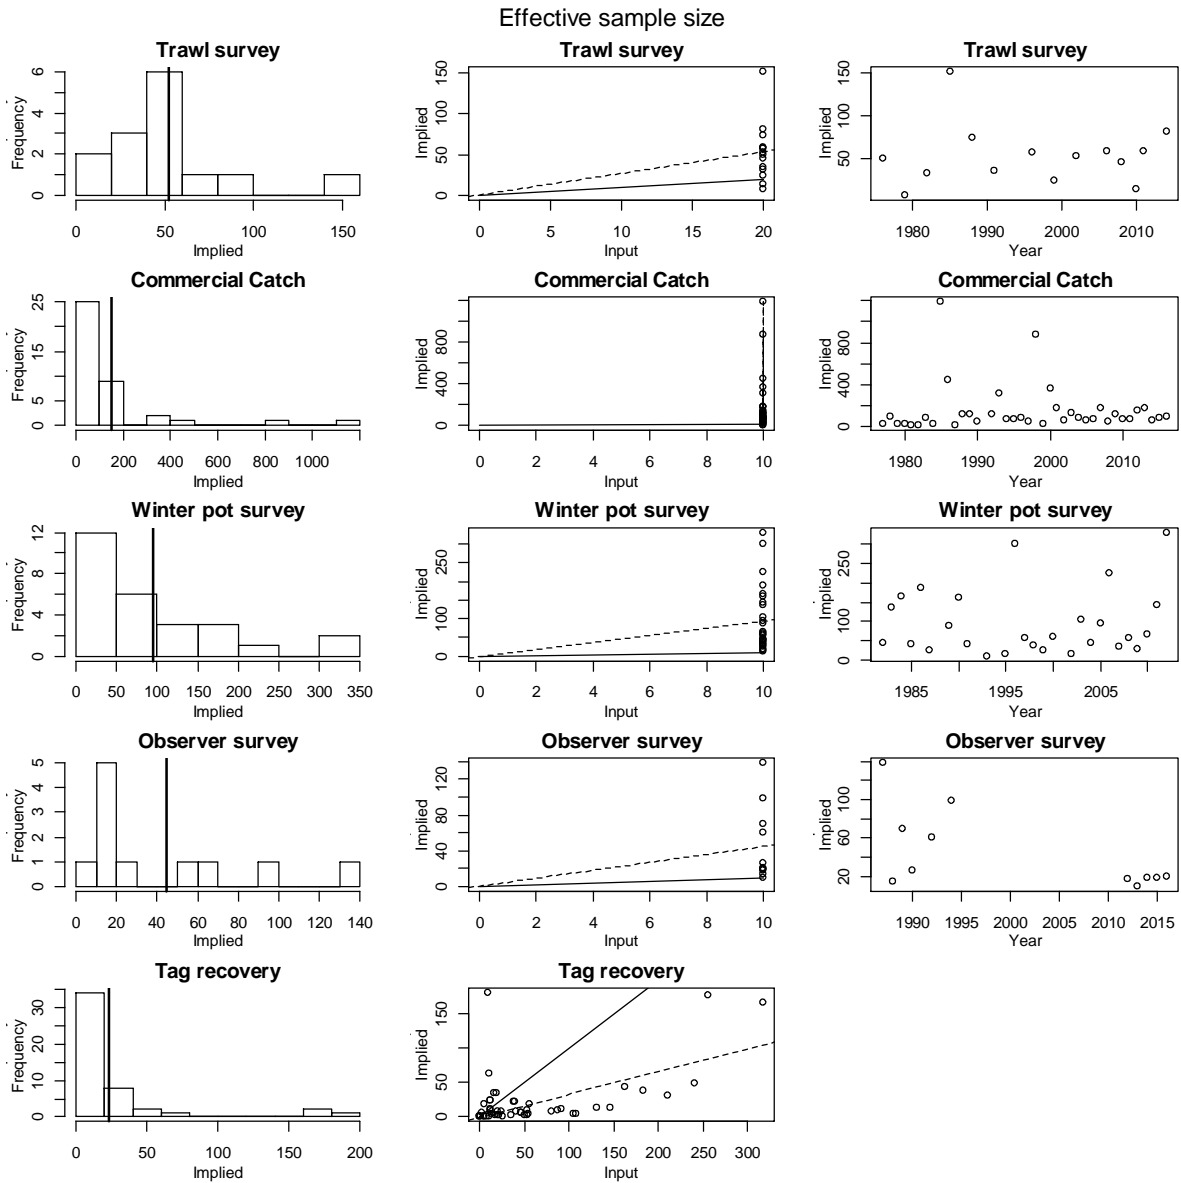 Effective sample size
Trawl survey
Frequency
0 2 4 6
0 50 100 150
Implied
Trawl survey
Implied
0 50 100 150
0 5 10 15 20
Input
Trawl survey
Implied
50 100 150
1980 1990 2000 2010
Year
Commercial Catch
Frequency
0 5 15 25
0 200 400 600 800 1000
Implied
Commercial Catch
Implied
0 400 800
0 2 4 6 8 10
Input
Commercial Catch
Implied
0 400 800
1980 1990 2000 2010
Year
Winter pot survey
Frequency
0 4 8 12
0 50 100 150 200 250 300 350
Implied
Winter pot survey
Implied
0 100 250
0 2 4 6 8 10
Input
Winter pot survey
Implied
0 100 250
1985 1995 2005
Year
Observer survey
Frequency
0 1 2 3 4 5
0 20 40 60 80 100 120 140
Implied
Observer survey
Implied
0 40 80 120
0 2 4 6 8 10
Input
Observer survey
Implied
20 60 100
1990 1995 2000 2005 2010 2015
Year
Tag recovery
Frequency
0 10 20 30
0 50 100 150 200
Implied
Tag recovery
Implied
0 50 150
0 50 100 150 200 250 300
Input